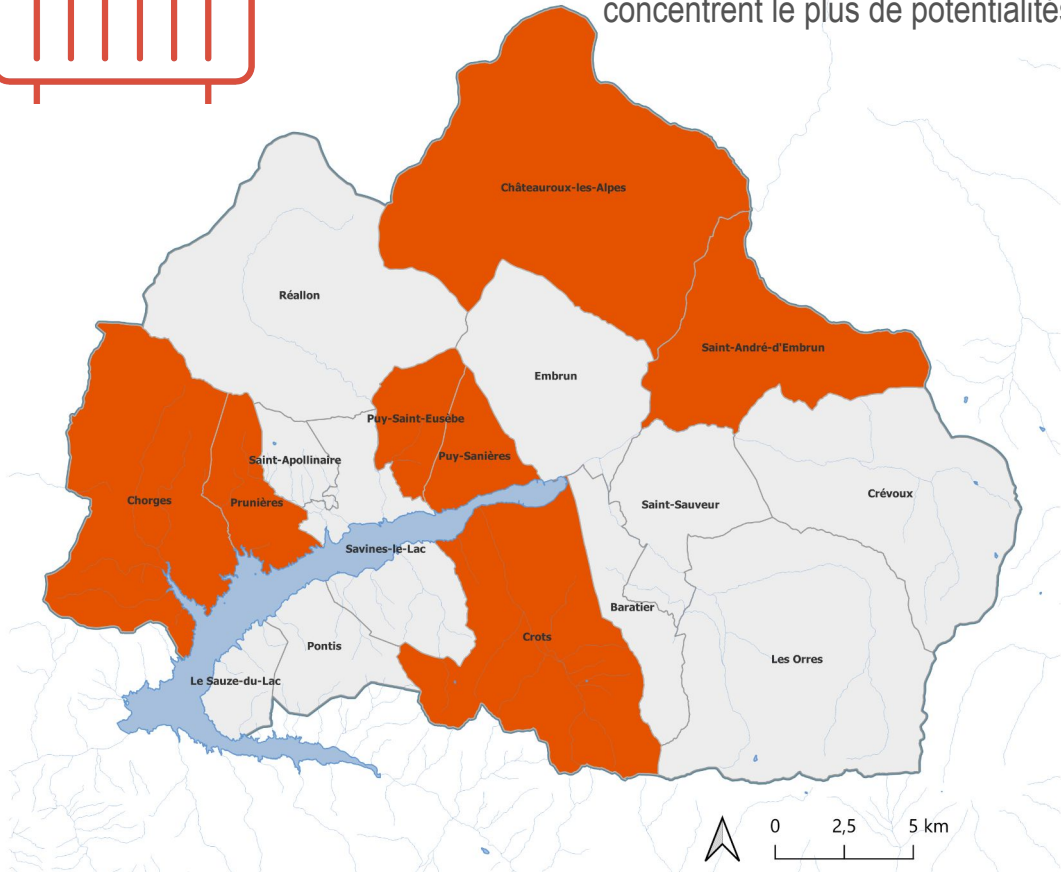 concentrent le plus de potentialités
Châteauroux-les-Alpes
Réallon
Saint-André-d'Embrun
Embrun
Puy-Saint-Eusèbe
Saint-Apollinaire
Puy-Sanières
Chorges
Prunières
Crévoux
Saint-Sauveur
Savines-le-Lac
Baratier
Crots
Pontis
Les Orres
Le Sauze-du-Lac
0 2,5 5 km